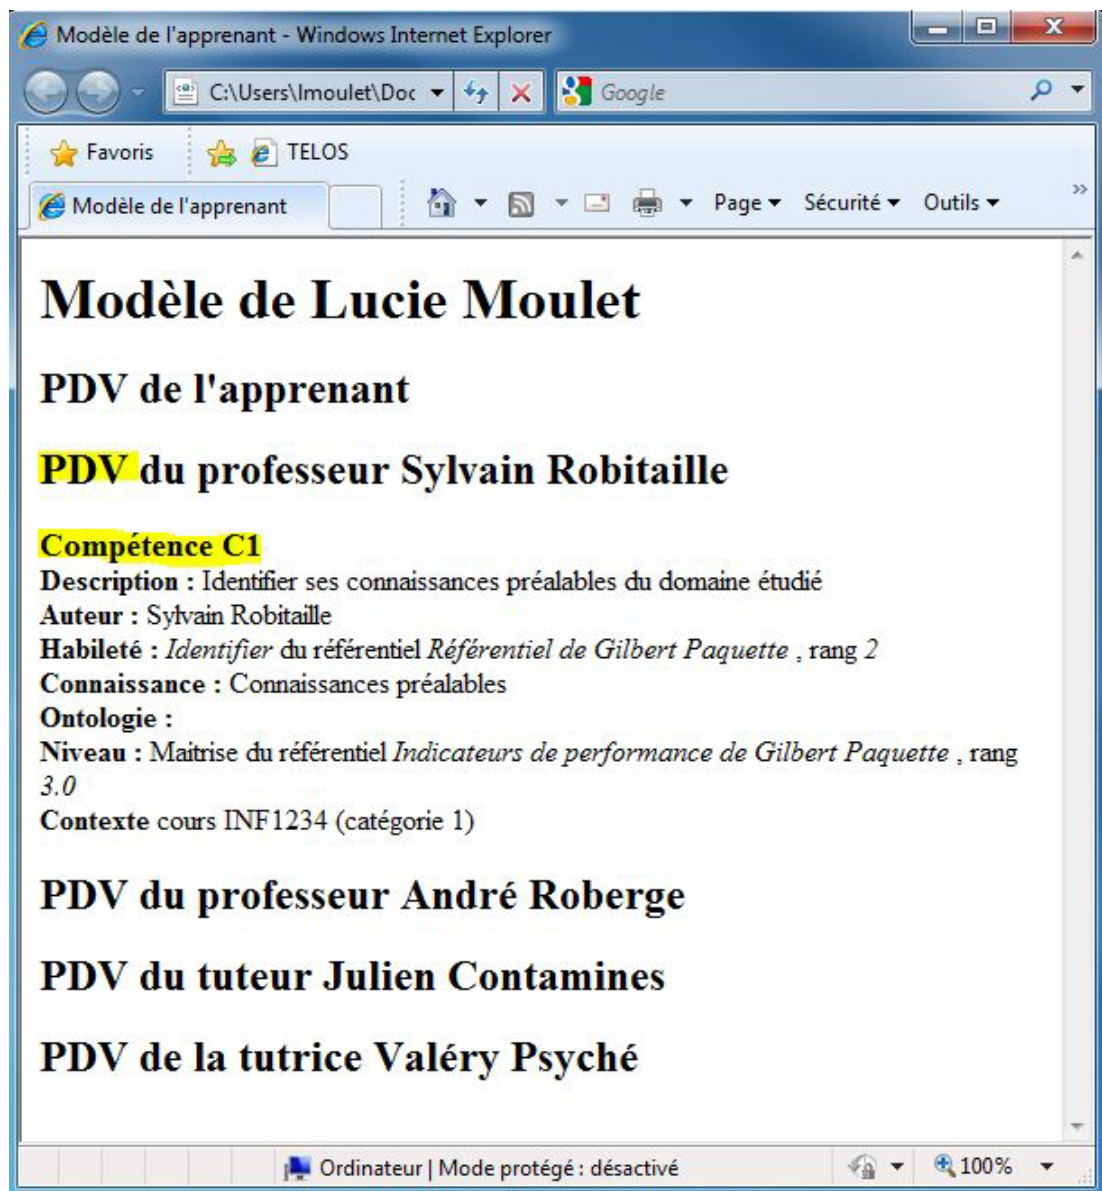 Modèle de l'apprenant - Windows Internet Explorer
C:\Users\lmoulet\Doc
Google
Favoris
TELOS
Modèle de l'apprenant
Page
Sécurité
Outils
»
Modèle de Lucie Moulet
PDV de l'apprenant
PDV du professeur Sylvain Robitaille
Compétence C1
Description : Identifier ses connaissances préalables du domaine étudié
Auteur : Sylvain Robitaille
Habileté : Identifier du référentiel Référentiel de Gilbert Paquette , rang 2
Connaissance : Connaissances préalables
Ontologie :
Niveau : Maitrise du référentiel Indicateurs de performance de Gilbert Paquette , rang
3.0
Contexte cours INF1234 (catégorie 1)
PDV du professeur André Roberge
PDV du tuteur Julien Contamines
PDV de la tutrice Valéry Psyché
Ordinateur | Mode protégé : désactivé
100%